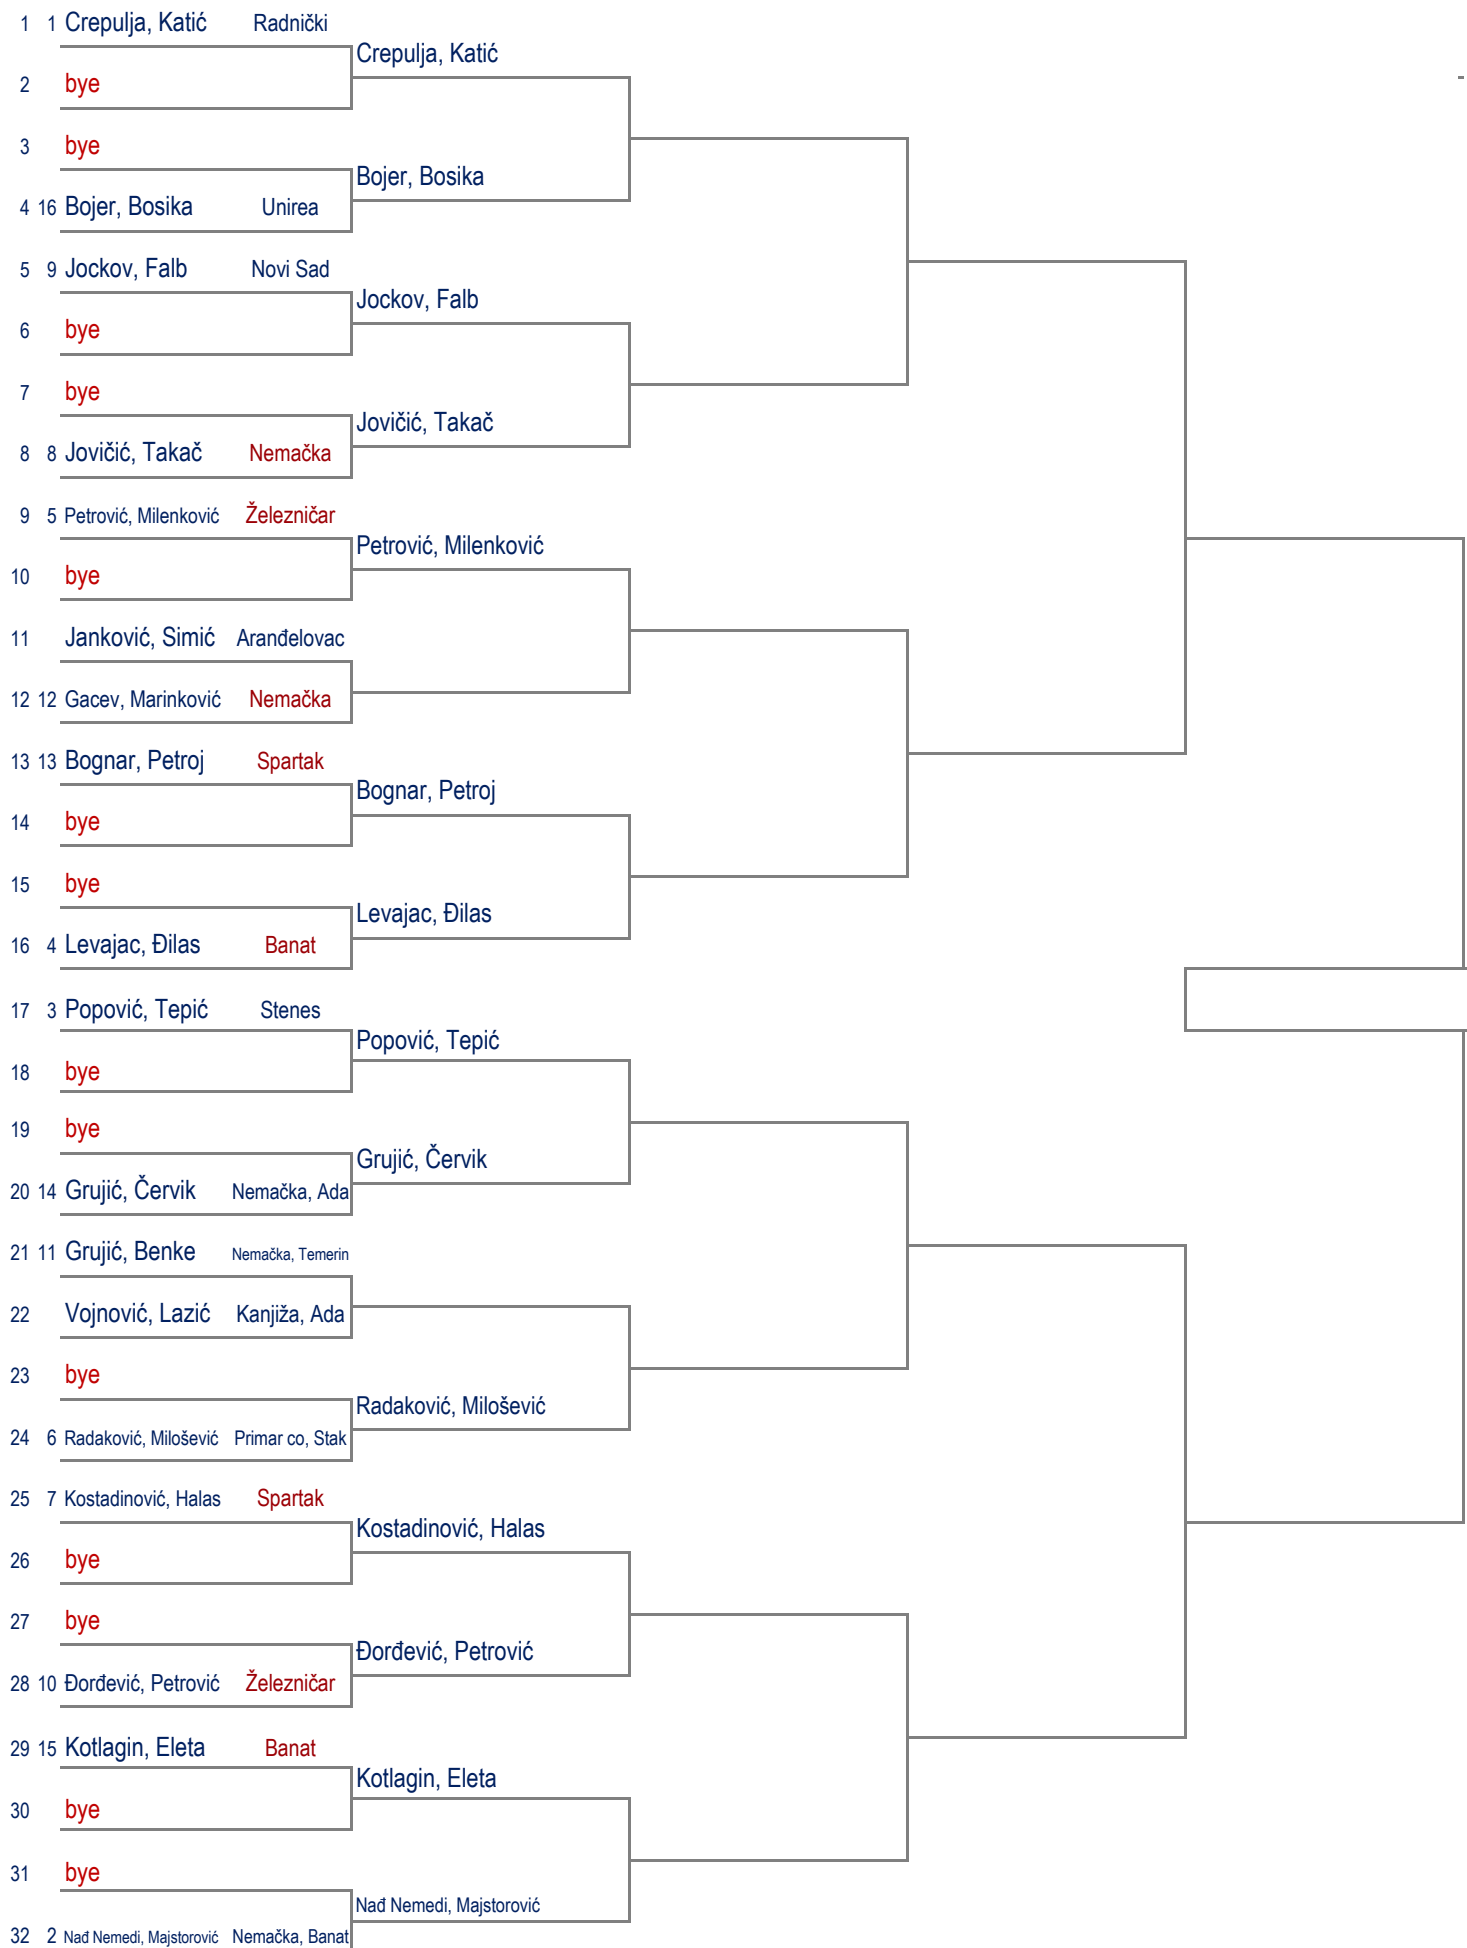 1 1 Crepulja, Katić Radnički
Crepulja, Katić
2 bye
3 bye
Bojer, Bosika
4 16 Bojer, Bosika Unirea
5 9 Jockov, Falb Novi Sad
Jockov, Falb
6 bye
7 bye
Jovičić, Takač
8 8 Jovičić, Takač Nemačka
9 5 Petrović, Milenković Železničar
Petrović, Milenković
10 bye
11 Janković, Simić Aranđelovac
12 12 Gacev, Marinković Nemačka
13 13 Bognar, Petroj Spartak
Bognar, Petroj
14 bye
15 bye
Levajac, Đilas
16 4 Levajac, Đilas Banat
17 3 Popović, Tepić Stenes
Popović, Tepić
18 bye
19 bye
Grujić, Červik
20 14 Grujić, Červik Nemačka, Ada
21 11 Grujić, Benke Nemačka, Temerin
22 Vojnović, Lazić Kanjiža, Ada
23 bye
Radaković, Milošević
24 6 Radaković, Milošević Primar co, Stak
25 7 Kostadinović, Halas Spartak
Kostadinović, Halas
26 bye
27 bye
Đorđević, Petrović
28 10 Đorđević, Petrović Železničar
29 15 Kotlagin, Eleta Banat
Kotlagin, Eleta
30 bye
31 bye
Nađ Nemedi, Majstorović
32 2 Nađ Nemedi, Majstorović Nemačka, Banat